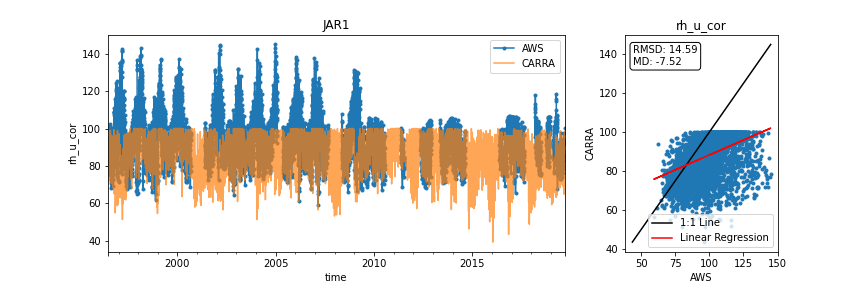 JAR1
rh_u_cor
140
120
100
80
60
40
2000
2005
2010
2015
time
AWS
CARRA
rh_u_cor
CARRA
140
120
100
80
60
40
50
75
100
125
150
AWS
RMSD: 14.59
MD: -7.52
1:1 Line
Linear Regression